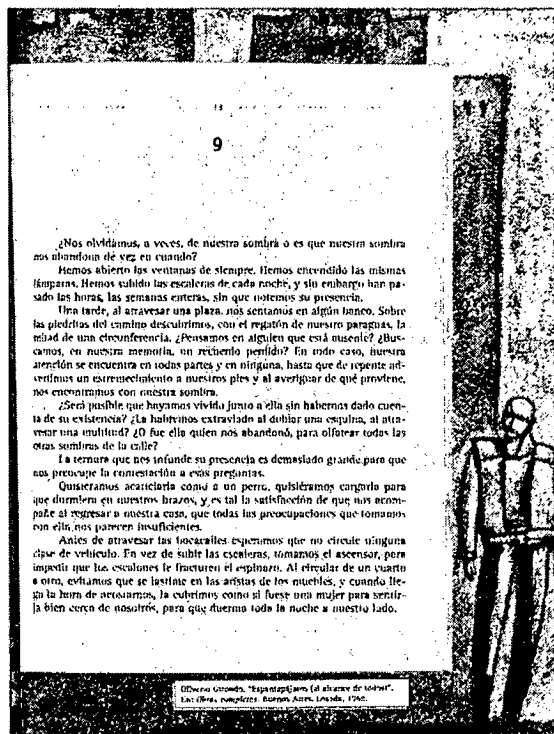 9
¿Nos olvidamos, a veces, de nuestra sombra o es que nuestra sombra
nos abandona de vez en cuando?
Hemos abierto las ventanas de siempre. Hemos encendido las mismas
lámparas. Hemos subido las escaleras de cada noche, y sin embargo han pa-
sado las horas, las semanas enteras, sin que notemos su presencia.
Una tarde, al atravesar una plaza, nos sentamos en algún banco. Sobre
las piedritas del camino descubrimos, con el regatón de nuestro paraguas, la
mitad de una circunferencia. ¿Pensamos en alguien que está ausente? ¿Bus-
camos, en nuestra memoria, un recuerdo perdido? En todo caso, nuestra
atención se encuentra en todas partes y en ninguna, hasta que de repente ad-
vertimos un estremecimiento a nuestros pies y al averiguar de qué proviene,
nos encontramos con nuestra sombra.
¿Será posible que hayamos vivido junto a ella sin habernos dado cuen-
ta de su existencia? ¿La habremos extraviado al doblar una esquina, al atra-
vesar una multitud? ¿O fue ella quien nos abandonó, para olfatear todas las
otras sombras de la calle?
La ternura que nos infunde su presencia es demasiado grande para que
nos preocupe la contestación a esas preguntas.
Quisiéramos acariciarla como a un perro, quisiéramos cargarla para
que durmiera en nuestros brazos, y es tal la satisfacción de que nos acom-
pañe al regresar a nuestra casa, que todas las preocupaciones que tomamos
con ella nos parecen insuficientes.
Antes de atravesar las bocacalles esperamos que no circule ninguna
clase de vehículo. En vez de subir las escaleras, tomamos el ascensor, para
impedir que los escalones le fracturen el espinazo. Al circular de un cuarto
a otro, evitamos que se lastime en las aristas de los muebles, y cuando lle-
ga la hora de acostarnos, la cubrimos como si fuese una mujer para sentir-
la bien cerca de nosotros, para que duerma toda la noche a nuestro lado.
Oliverio Girondo. "Espantapájaros (al alcance de todos)".
En: Obras completas. Buenos Aires, Losada, 1968.